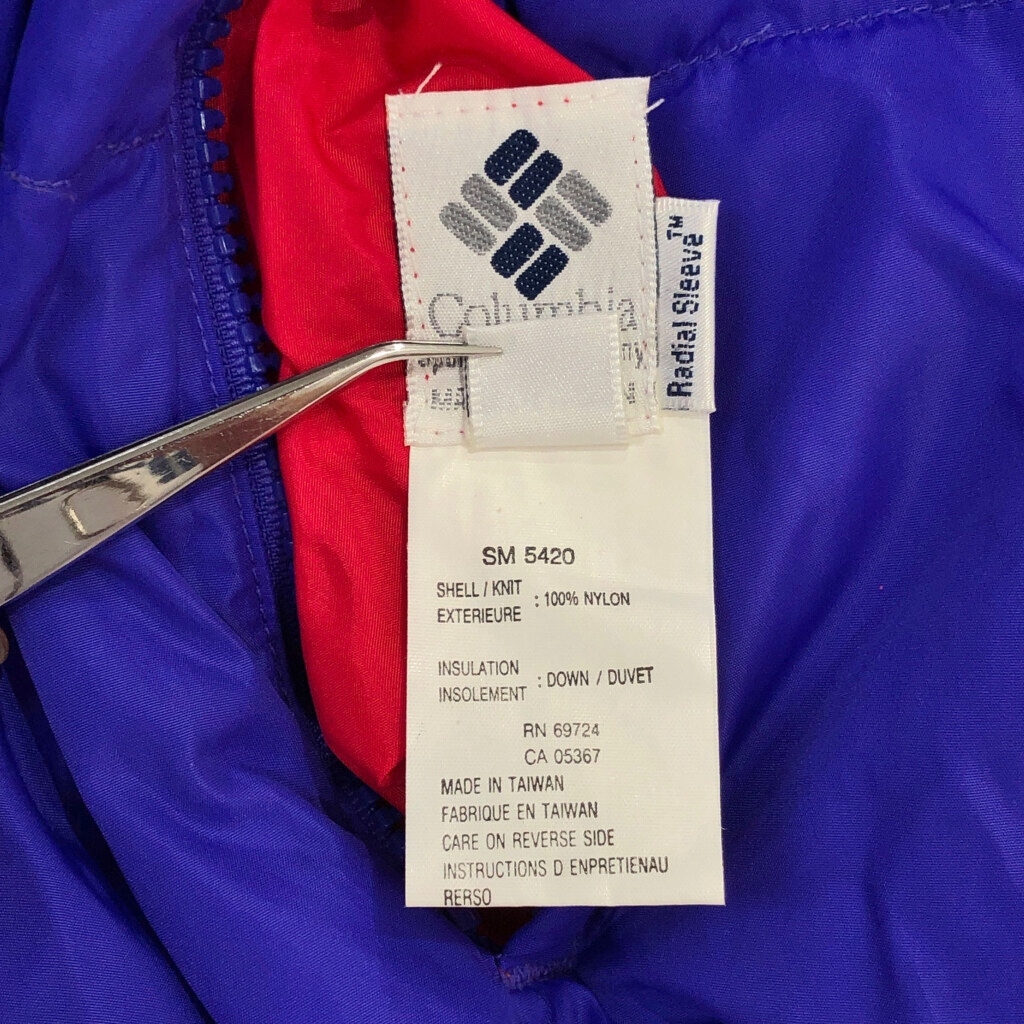 Columbia
Radial Sleeve™
SM 5420
SHELL / KNIT
EXTERIEURE : 100% NYLON
INSULATION
INSOLEMENT : DOWN / DUVET
RN 69724
CA 05367
MADE IN TAIWAN
FABRIQUE EN TAIWAN
CARE ON REVERSE SIDE
INSTRUCTIONS D ENPRETIENAU
RERSO